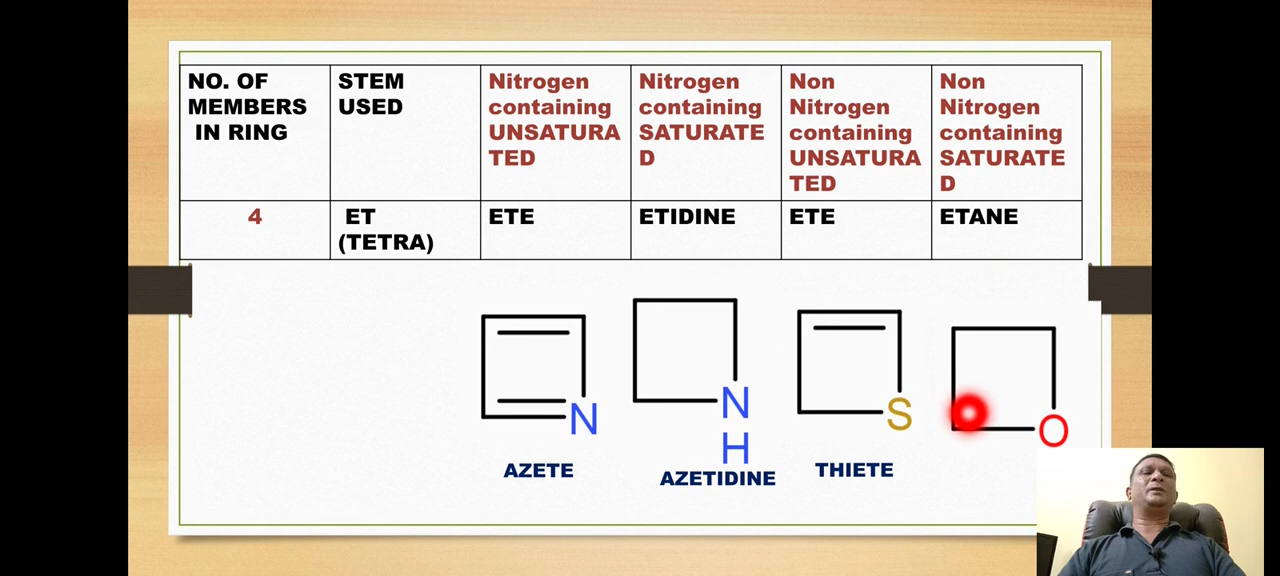 NO. OF
MEMBERS
IN RING
STEM
USED
Nitrogen
containing
UNSATURA
TED
Nitrogen
containing
SATURATE
D
Non
Nitrogen
containing
UNSATURA
TED
Non
Nitrogen
containing
SATURATE
D
4
ET
(TETRA)
ETE
ETIDINE
ETE
ETANE
N
N
H
S
O
AZETE
AZETIDINE
THIETE